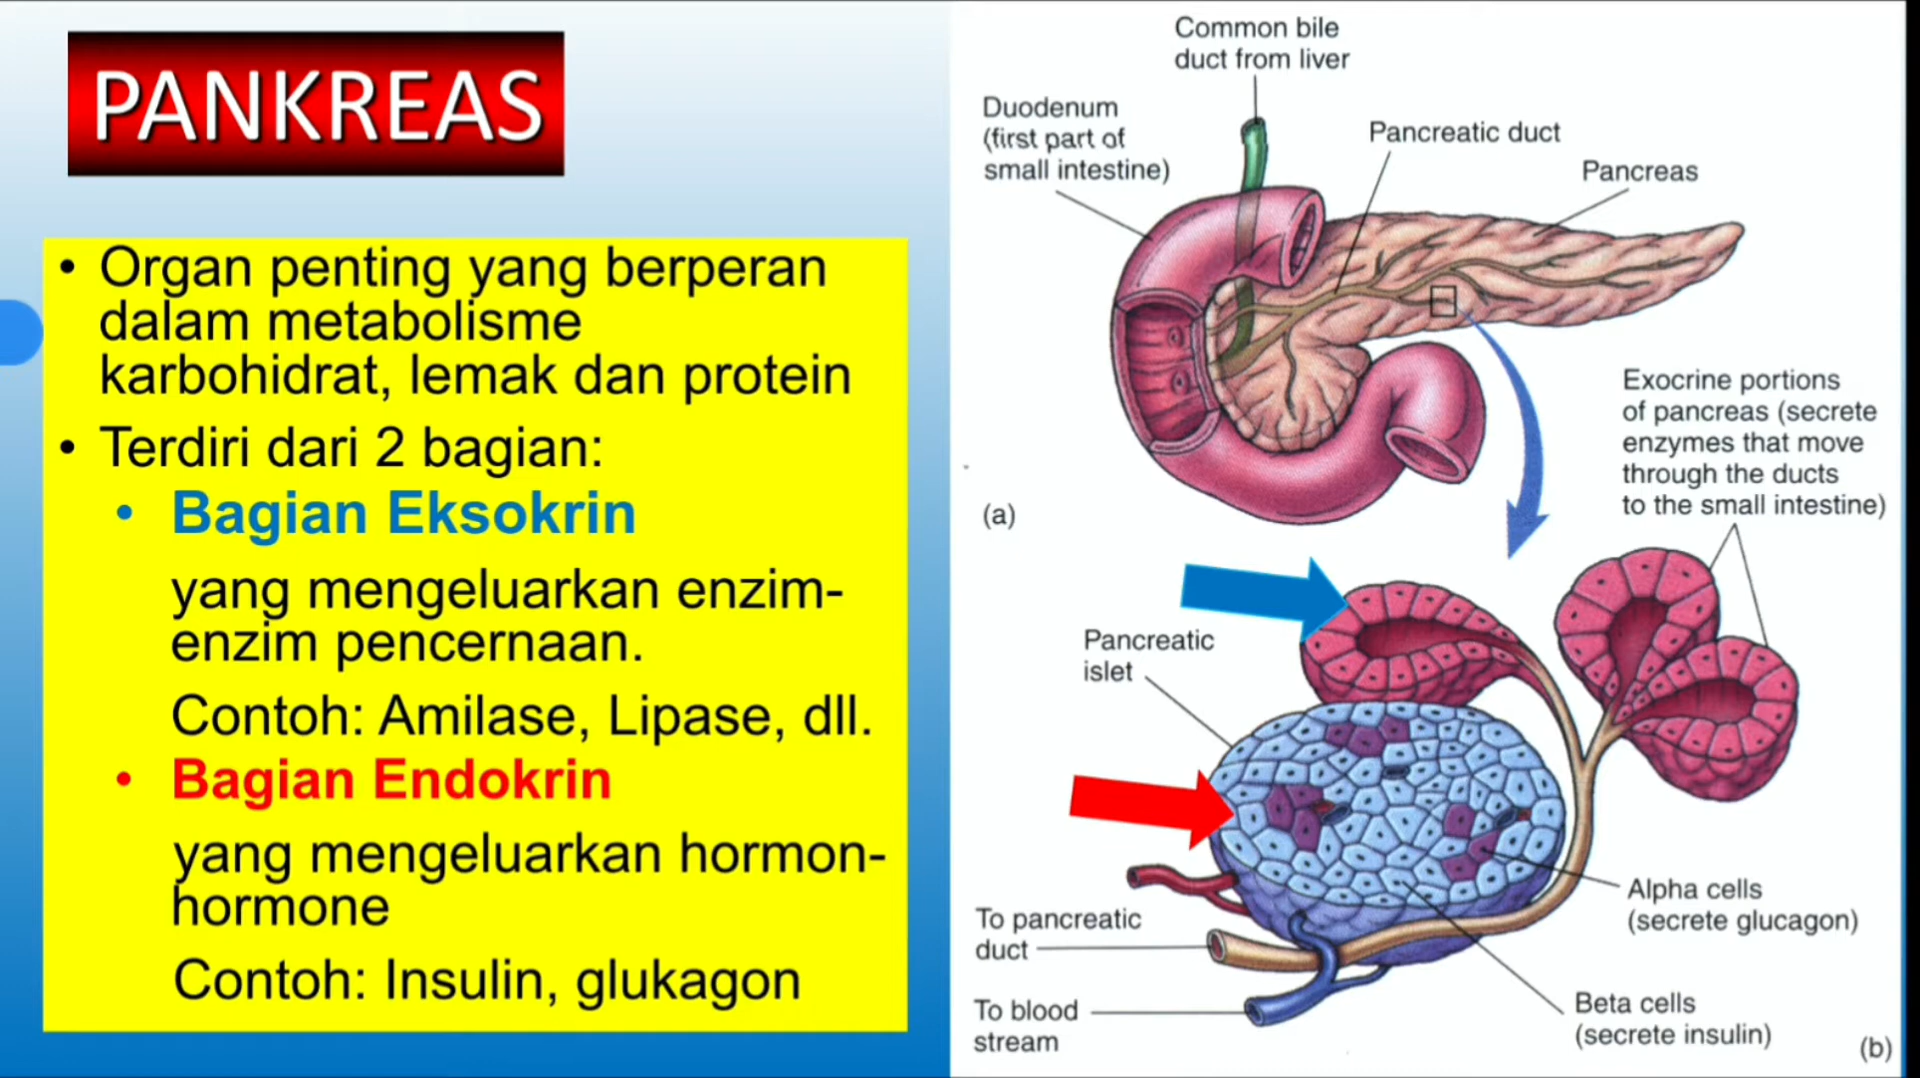 PANKREAS
• Organ penting yang berperan
dalam metabolisme
karbohidrat, lemak dan protein
• Terdiri dari 2 bagian:
• Bagian Eksokrin
yang mengeluarkan enzim-
enzim pencernaan.
Contoh: Amilase, Lipase, dll.
• Bagian Endokrin
yang mengeluarkan hormon-
hormone
Contoh: Insulin, glukagon
Common bile
duct from liver
Duodenum
(first part of
small intestine)
Pancreatic duct
Pancreas
(a)
Exocrine portions
of pancreas (secrete
enzymes that move
through the ducts
to the small intestine)
Pancreatic
islet
To pancreatic
duct
To blood
stream
Alpha cells
(secrete glucagon)
Beta cells
(secrete insulin)
(b)